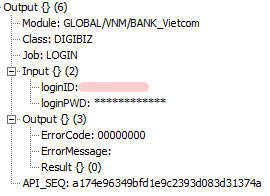 Output {} (6)
Module: GLOBAL/VNM/BANK_Vietcom
Class: DIGIBIZ
Job: LOGIN
Input {} (2)
loginID:
loginPWD: ************
Output {} (3)
ErrorCode: 00000000
ErrorMessage:
Result {} (0)
API_SEQ: a174e96349bfd1e9c2393d083d31374a